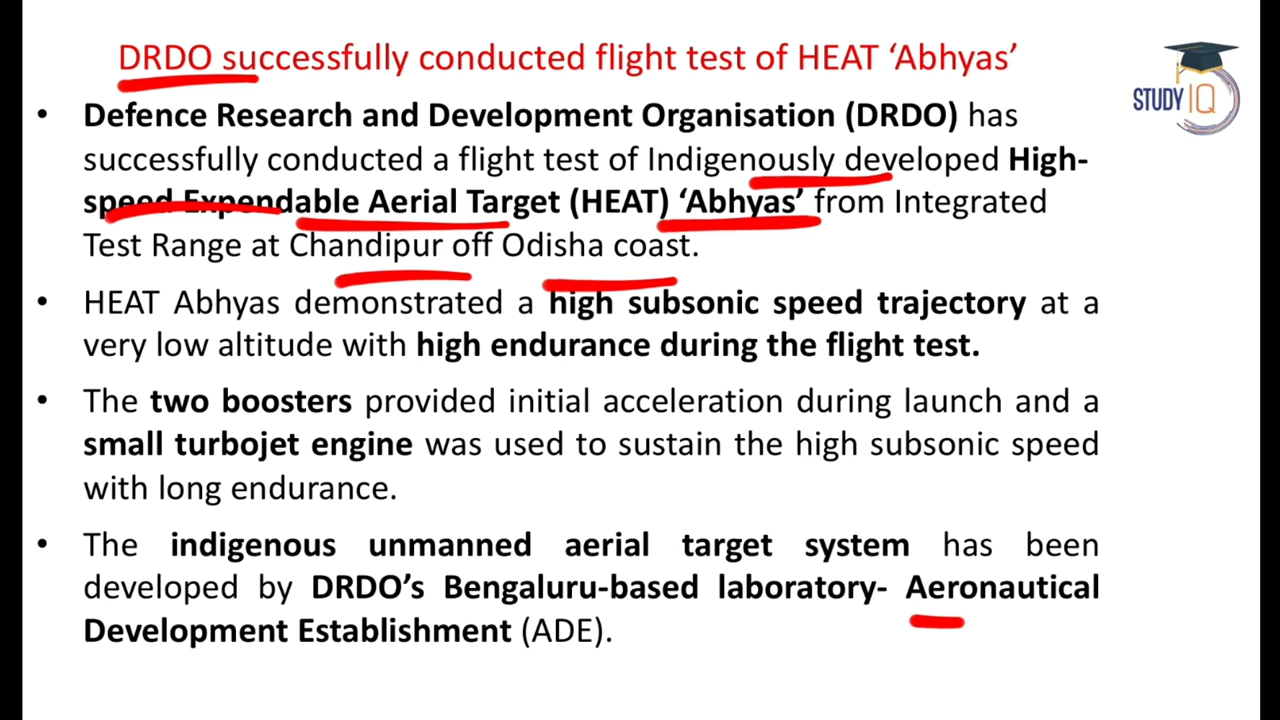 DRDO successfully conducted flight test of HEAT ‘Abhyas’
STUDY IQ
• Defence Research and Development Organisation (DRDO) has
successfully conducted a flight test of Indigenously developed High-
speed Expendable Aerial Target (HEAT) ‘Abhyas’ from Integrated
Test Range at Chandipur off Odisha coast.
• HEAT Abhyas demonstrated a high subsonic speed trajectory at a
very low altitude with high endurance during the flight test.
• The two boosters provided initial acceleration during launch and a
small turbojet engine was used to sustain the high subsonic speed
with long endurance.
• The indigenous unmanned aerial target system has been
developed by DRDO’s Bengaluru-based laboratory- Aeronautical
Development Establishment (ADE).